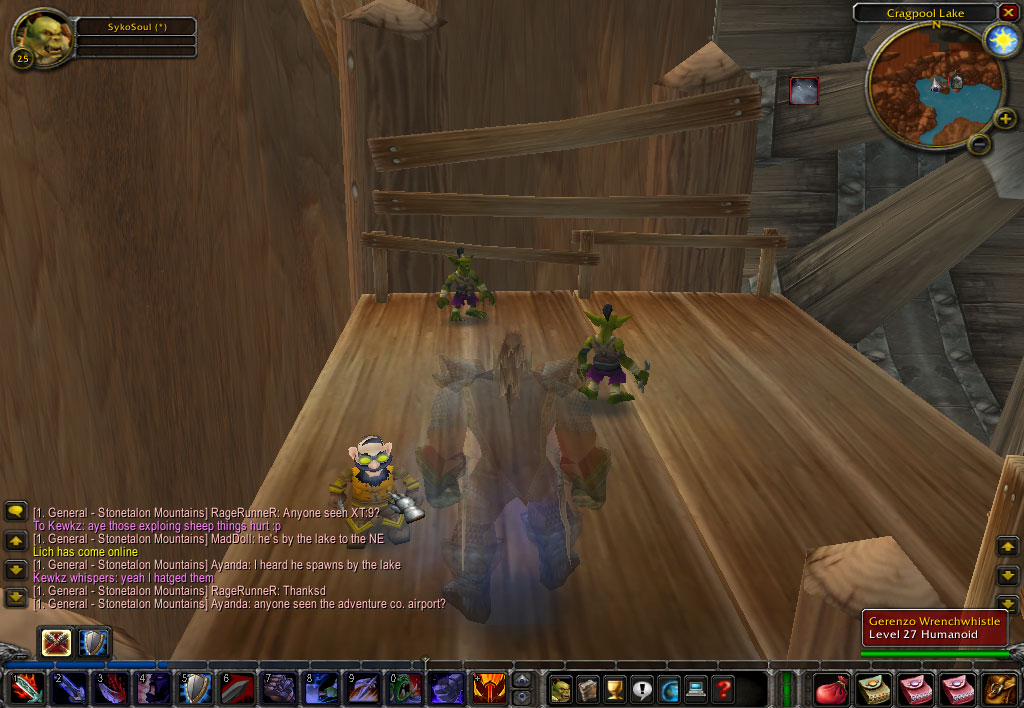 SykoSoul (*)
25
Cragpool Lake
N
[1. General - Stonetalon Mountains] RageRunneR: Anyone seen XT:9?
To Kewkz: aye those exploing sheep things hurt :p
[1. General - Stonetalon Mountains] MadDoll: he's by the lake to the NE
Lich has come online
[1. General - Stonetalon Mountains] Ayanda: I heard he spawns by the lake
Kewkz whispers: yeah I hatged them
[1. General - Stonetalon Mountains] RageRunneR: Thanksd
[1. General - Stonetalon Mountains] Ayanda: anyone seen the adventure co. airport?
Gerenzo Wrenchwhistle
Level 27 Humanoid
1 2 3 4 5 6 7 8 9 0 - +